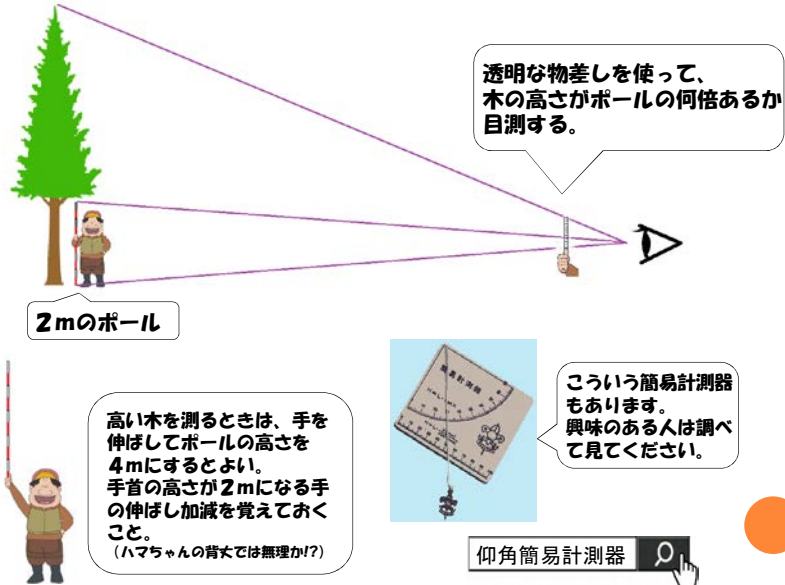 透明な物差しを使って、
木の高さがポールの何倍あるか
目測する。
2mのポール
高い木を測るときは、手を
伸ばしてポールの高さを
4mにするとよい。
手首の高さが2mになる手
の伸ばし加減を覚えておく
こと。
(ハマちゃんの背丈では無理か!?)
簡易計測器
こういう簡易計測器
もあります。
興味のある人は調べ
て見てください。
仰角簡易計測器